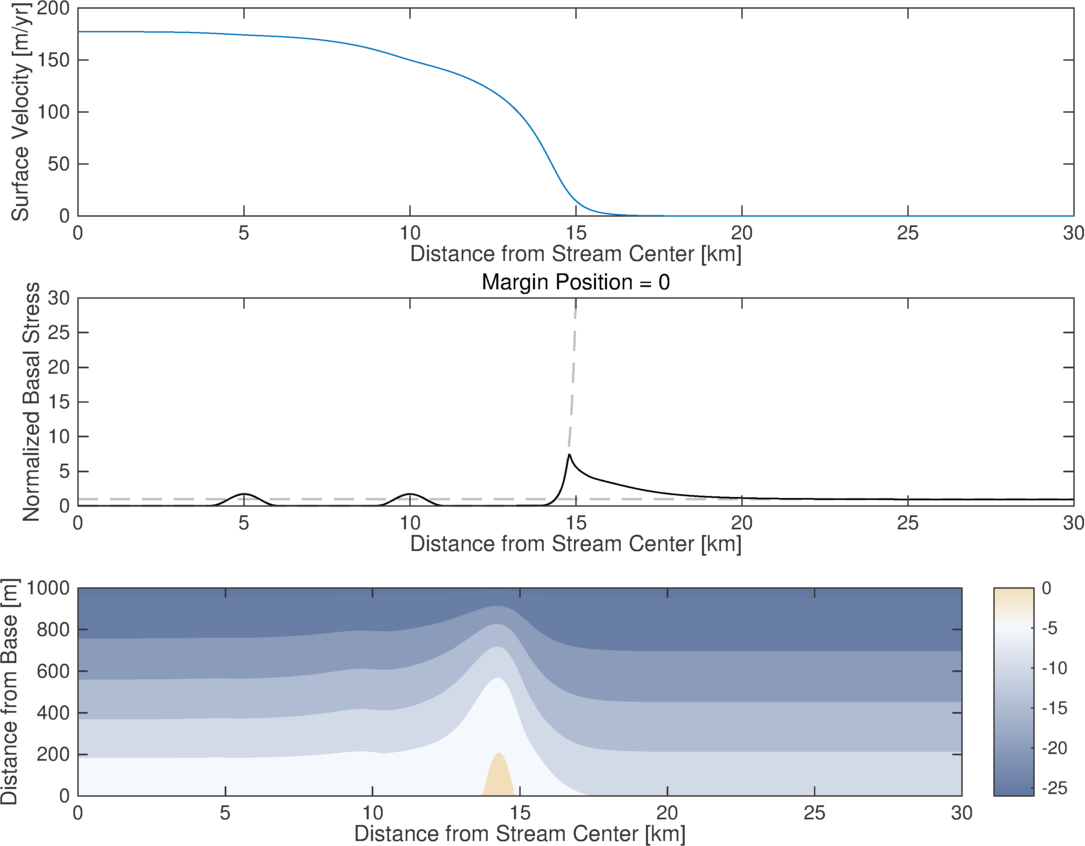 200
150
100
50
0
Surface Velocity [m/yr]
0 5 10 15 20 25 30
Distance from Stream Center [km]
Margin Position = 0
30
25
20
15
10
5
0
Normalized Basal Stress
0 5 10 15 20 25 30
Distance from Stream Center [km]
1000
800
600
400
200
0
Distance from Base [m]
0 5 10 15 20 25 30
Distance from Stream Center [km]
0
-5
-10
-15
-20
-25